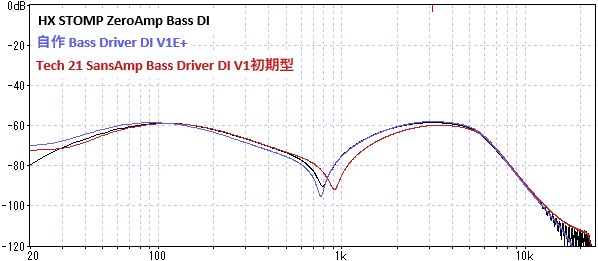 0dB
HX STOMP ZeroAmp Bass DI
-20
自作 Bass Driver DI V1E+
Tech 21 SansAmp Bass Driver DI V1初期型
-40
-60
-80
-100
-120
20 100 1k 10k